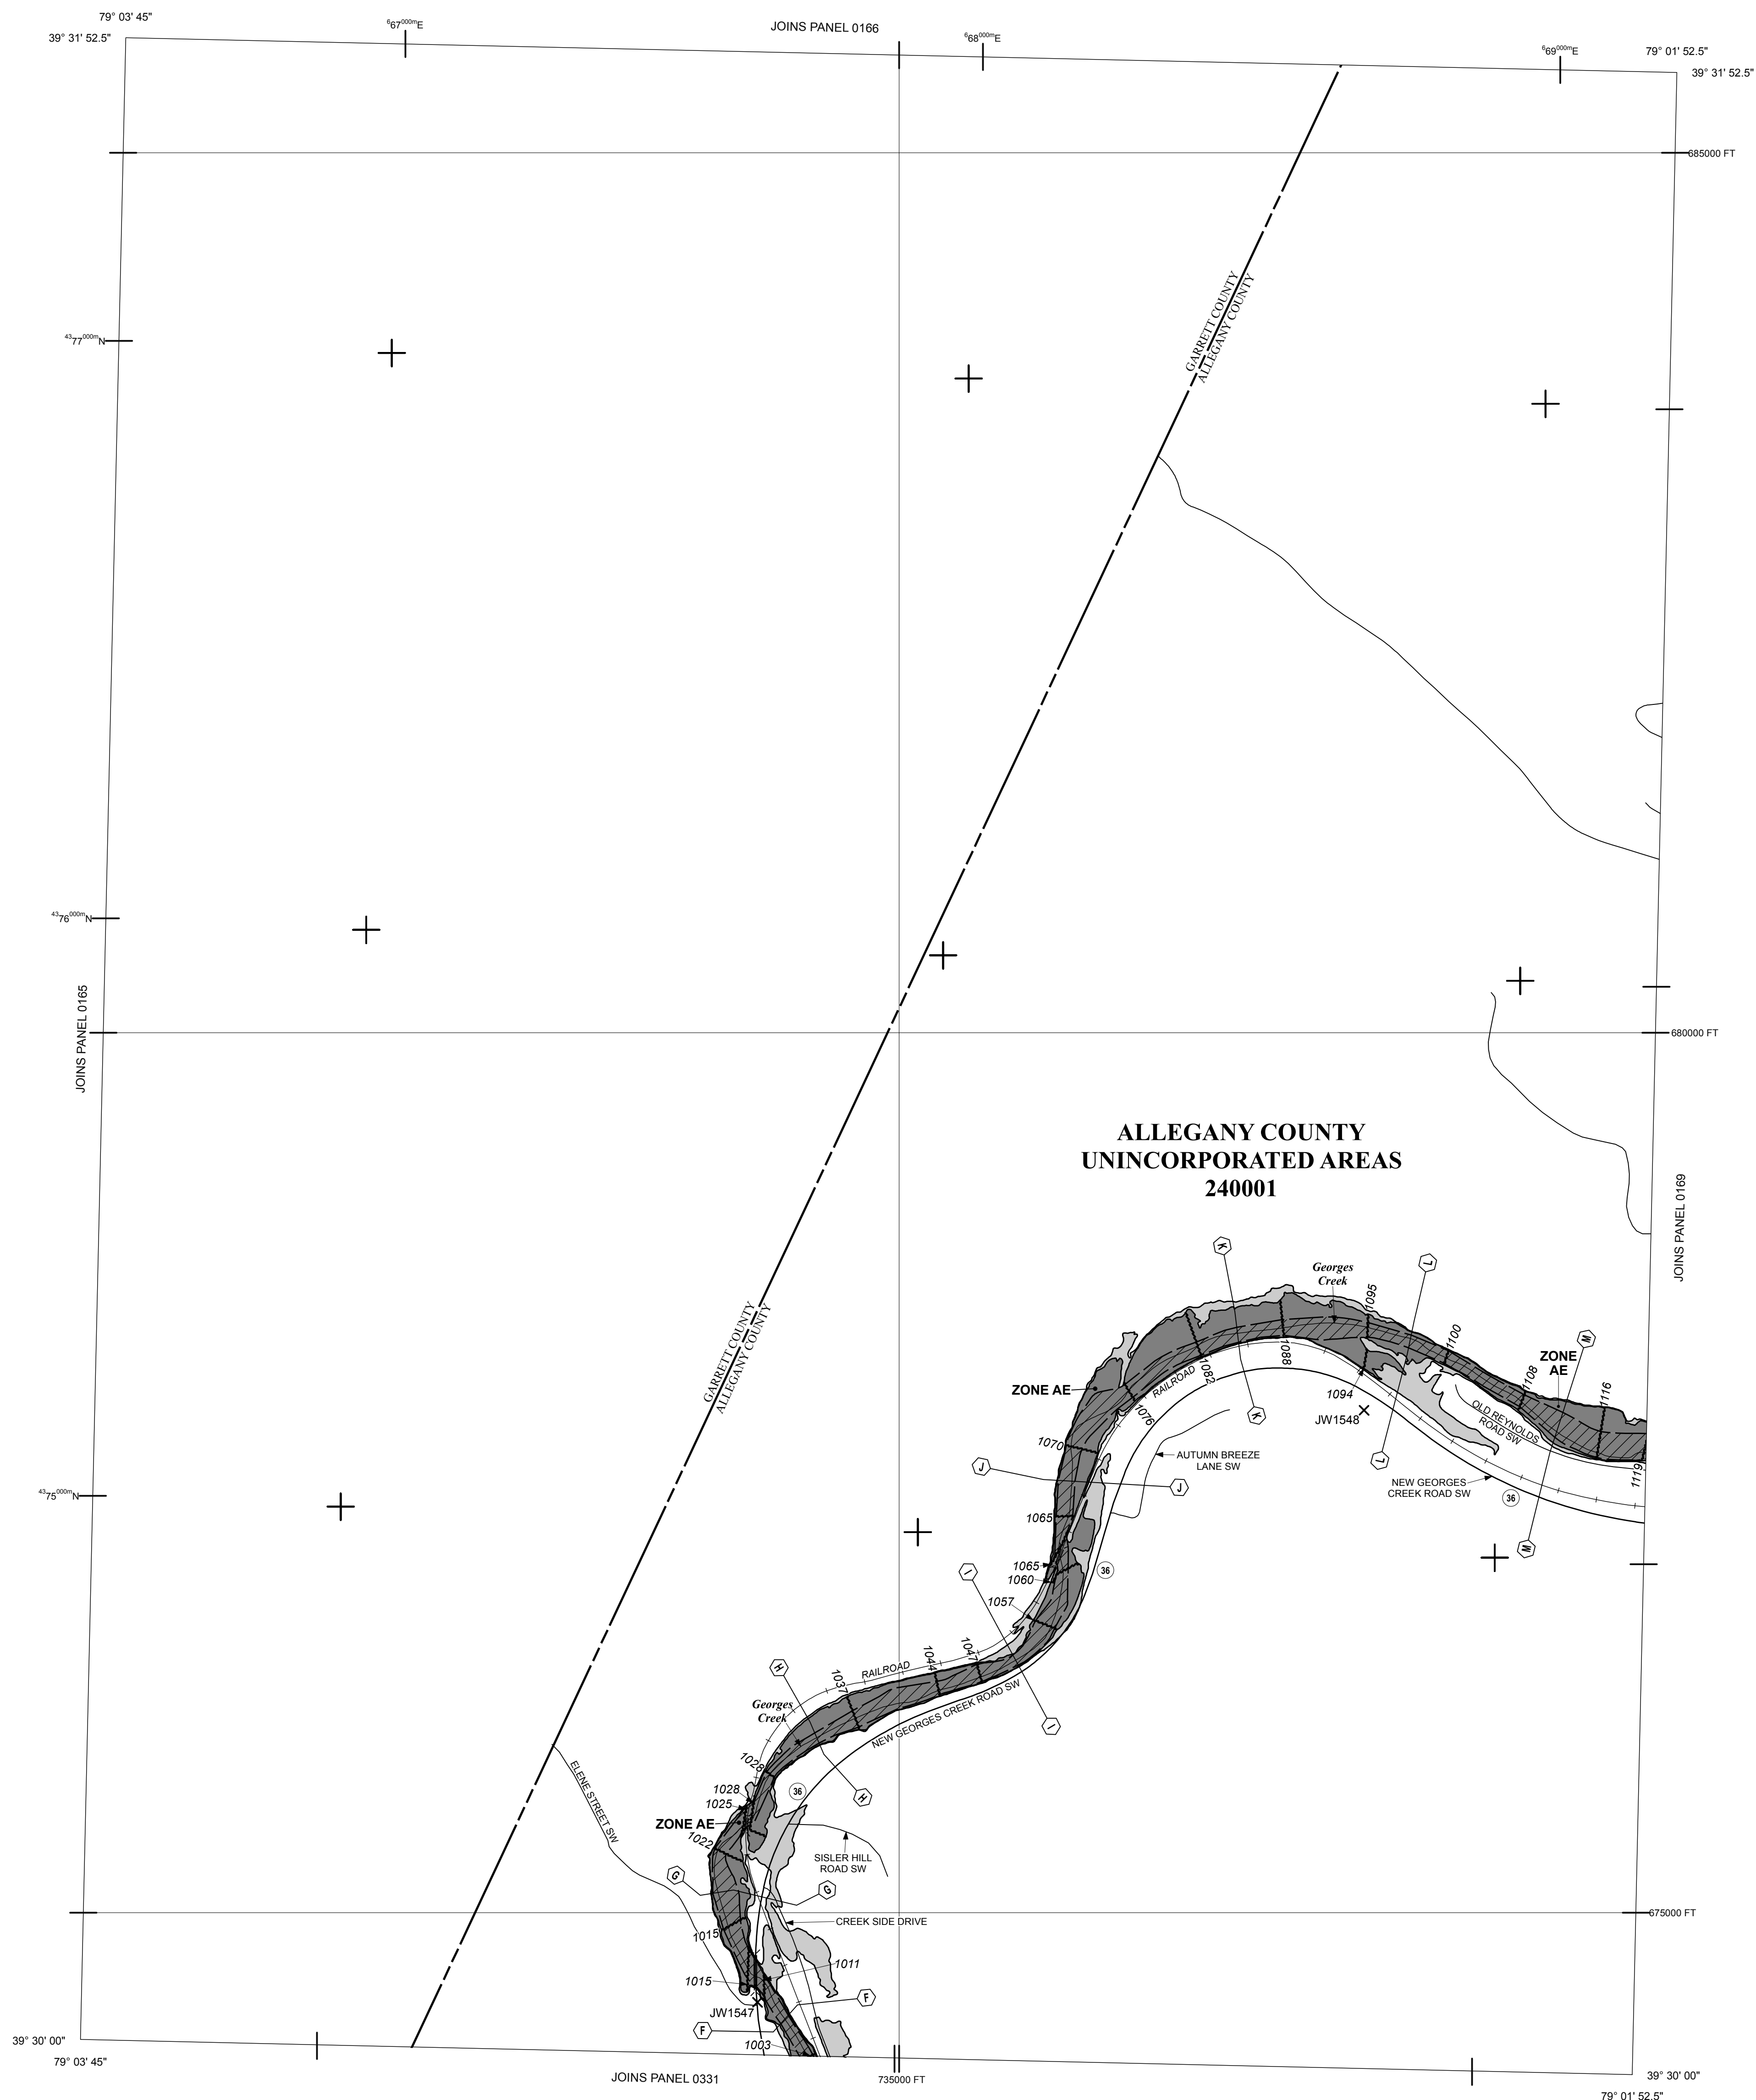 79° 03' 45"
39° 31' 52.5"
667000mE
JOINS PANEL 0166
668000mE
669000mE
79° 01' 52.5"
39° 31' 52.5"
685000 FT
GARRETT COUNTY
ALLEGANY COUNTY
4377000mN
4376000mN
JOINS PANEL 0165
680000 FT
ALLEGANY COUNTY
UNINCORPORATED AREAS
240001
JOINS PANEL 0169
K
L
Georges
Creek
1095
1100
M
ZONE
AE
GARRETT COUNTY
ALLEGANY COUNTY
1088
1082
ZONE AE
RAILROAD
1094
1108
1116
1076
K
JW1548
OLD REYNOLDS
ROAD SW
1070
AUTUMN BREEZE
LANE SW
L
J
J
NEW GEORGES
CREEK ROAD SW
1119
36
4375000mN
1065
M
1065
1060
36
I
1057
1047
1044
H
RAILROAD
1037
Georges
Creek
NEW GEORGES CREEK ROAD SW
I
1028
ELENE STREET SW
1028
36
H
1025
ZONE AE
1022
SISLER HILL
ROAD SW
G
G
675000 FT
CREEK SIDE DRIVE
1015
1011
1015
F
JW1547
F
1003
39° 30' 00"
79° 03' 45"
JOINS PANEL 0331
735000 FT
39° 30' 00"
79° 01' 52.5"